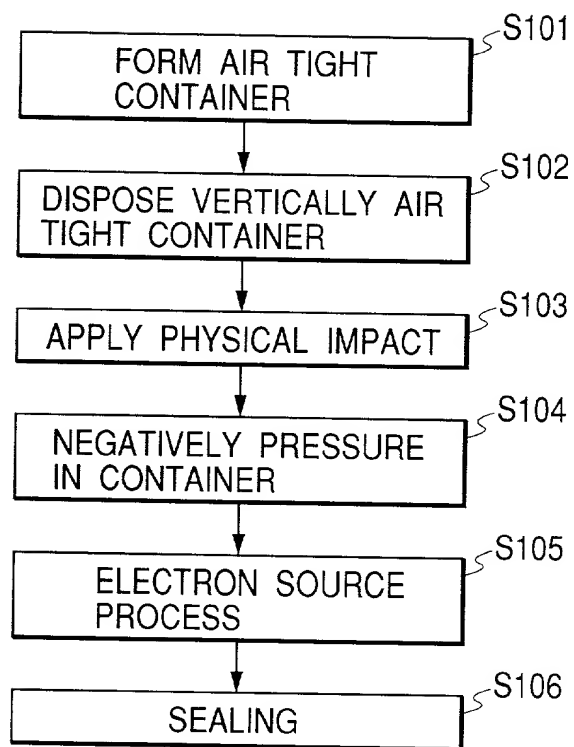 S101
FORM AIR TIGHT
CONTAINER
S102
DISPOSE VERTICALLY AIR
TIGHT CONTAINER
S103
APPLY PHYSICAL IMPACT
S104
NEGATIVELY PRESSURE
IN CONTAINER
S105
ELECTRON SOURCE
PROCESS
S106
SEALING